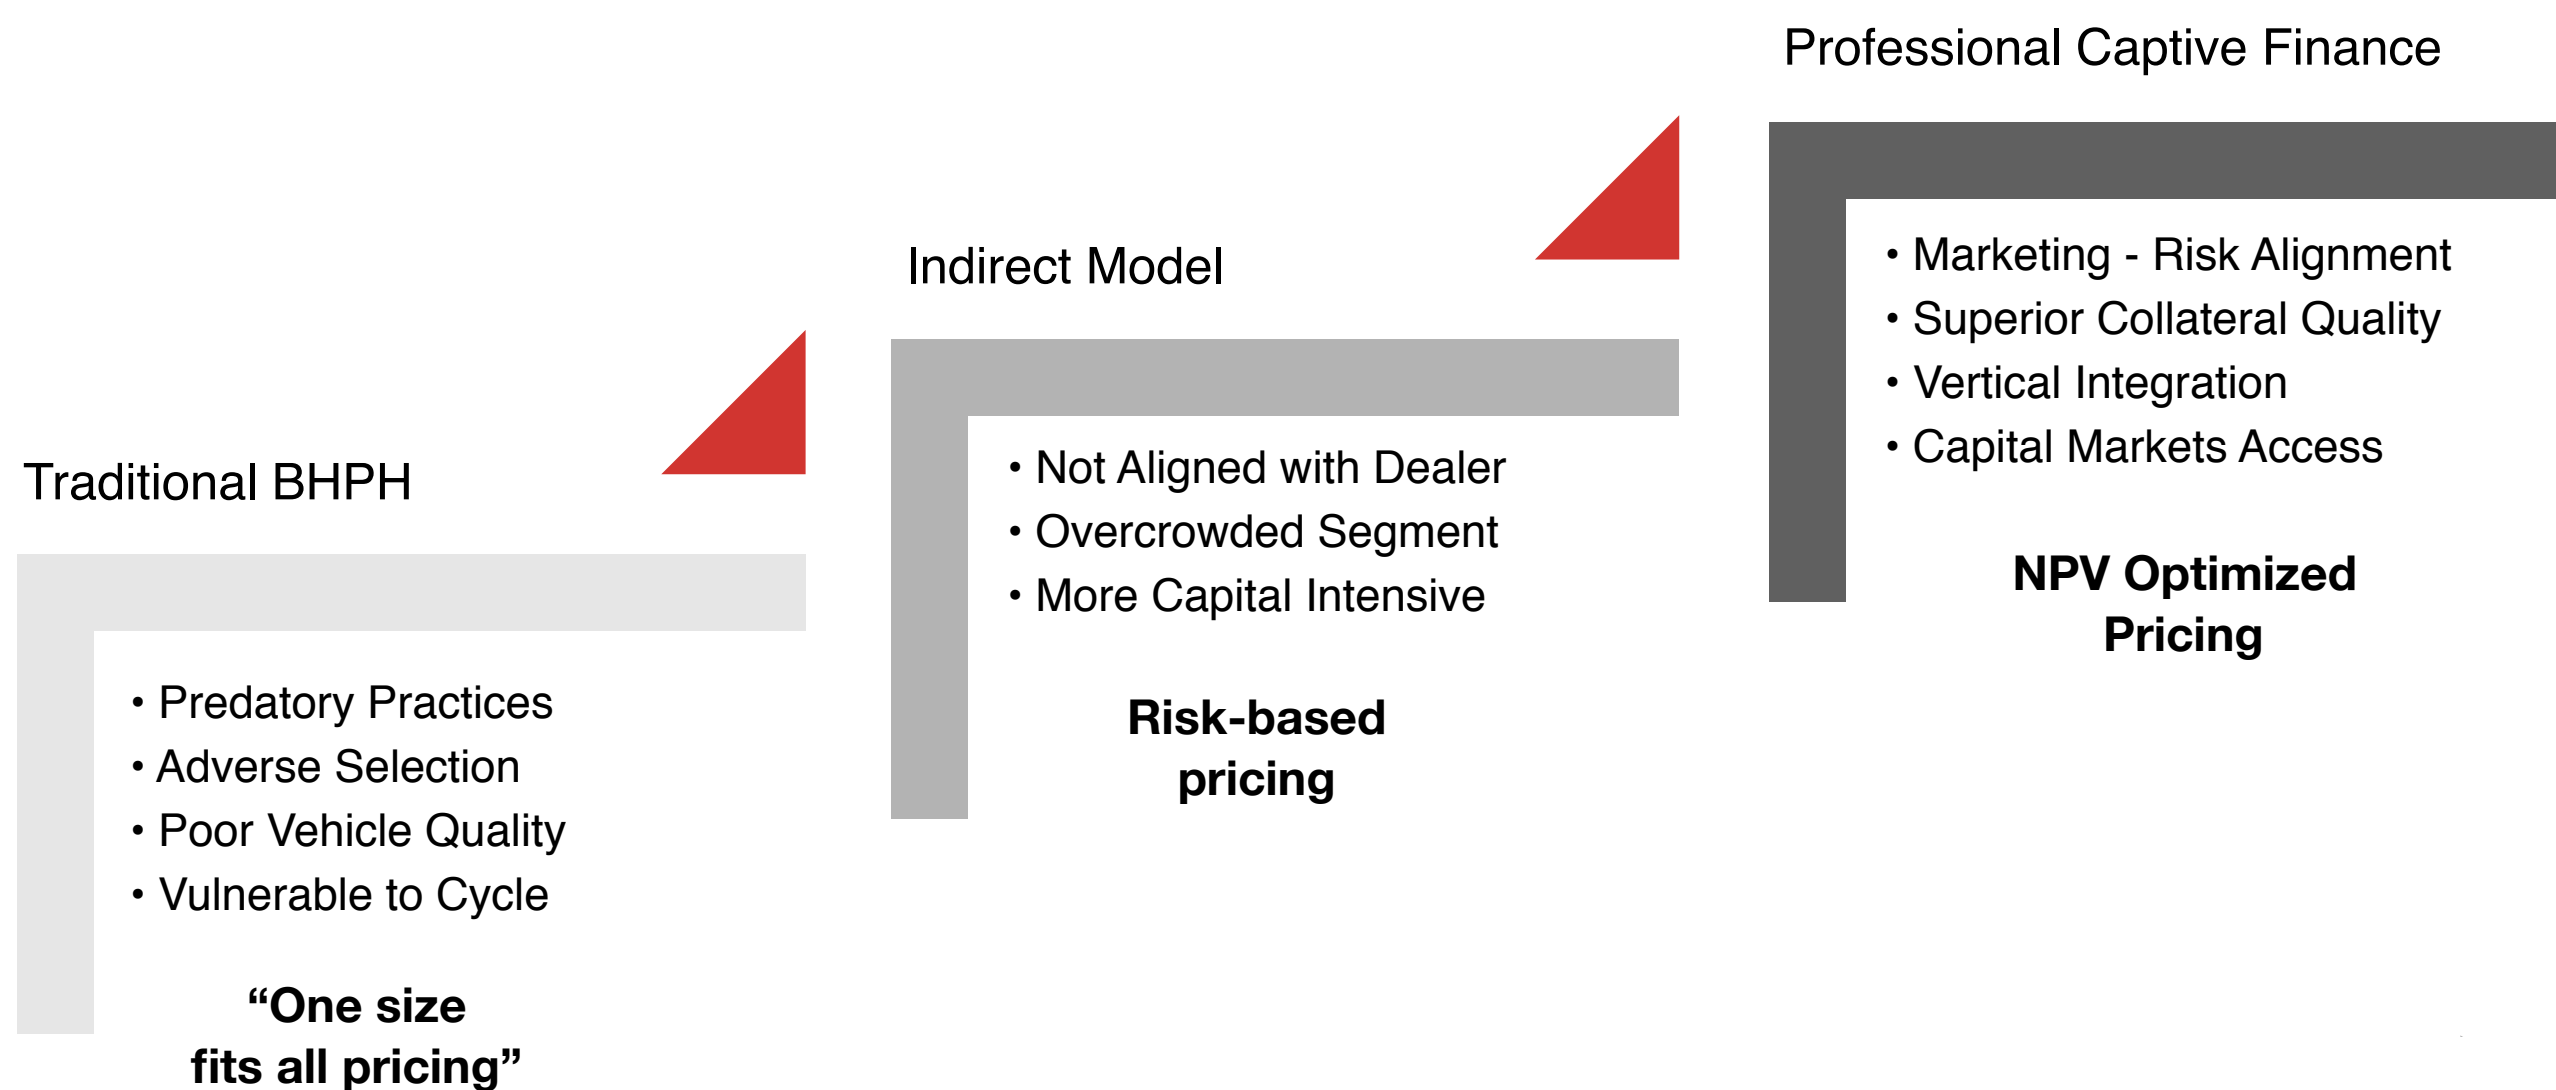 Traditional BHPH
• Predatory Practices
• Adverse Selection
• Poor Vehicle Quality
• Vulnerable to Cycle
“One size
fits all pricing”
Indirect Model
• Not Aligned with Dealer
• Overcrowded Segment
• More Capital Intensive
Risk-based
pricing
Professional Captive Finance
• Marketing - Risk Alignment
• Superior Collateral Quality
• Vertical Integration
• Capital Markets Access
NPV Optimized
Pricing